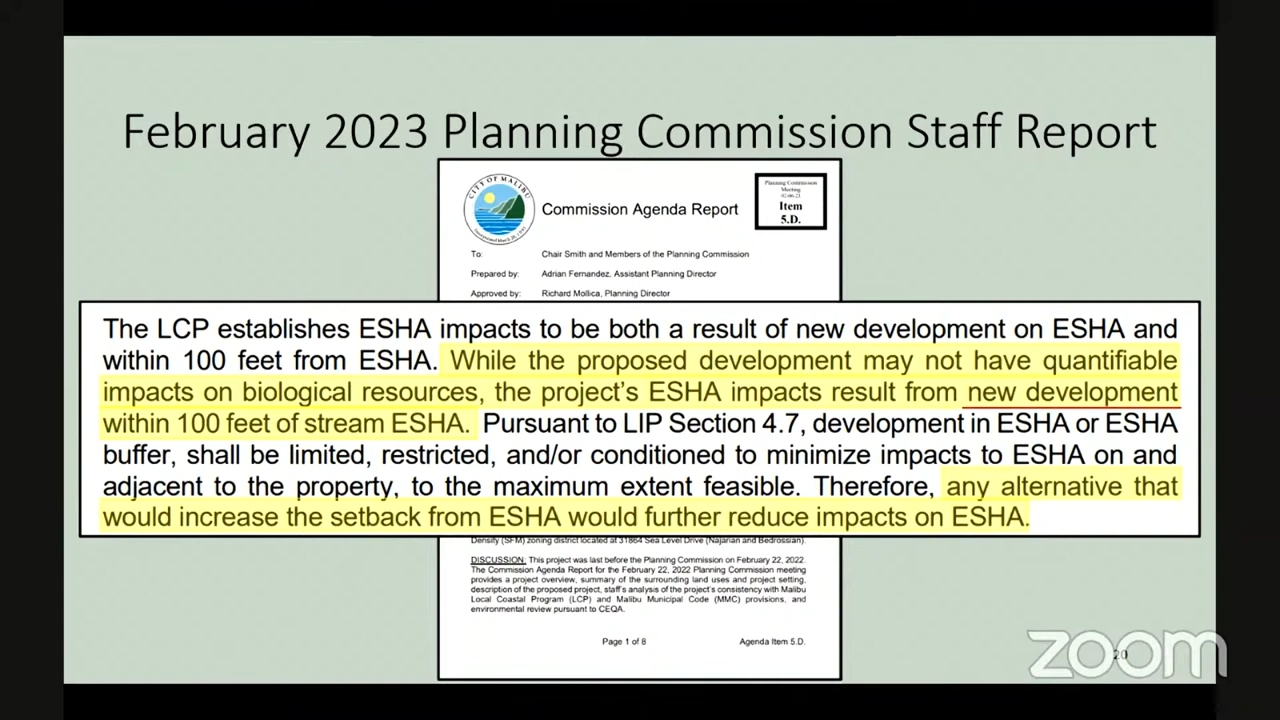 February 2023 Planning Commission Staff Report
CITY OF MALIBU
Commission Agenda Report
Planning Commission
Meeting
02-06-23
Item
5.D.
To: Chair Smith and Members of the Planning Commission
Prepared by: Adrian Fernandez, Assistant Planning Director
Approved by: Richard Mollica, Planning Director
The LCP establishes ESHA impacts to be both a result of new development on ESHA and
within 100 feet from ESHA. While the proposed development may not have quantifiable
impacts on biological resources, the project's ESHA impacts result from new development
within 100 feet of stream ESHA. Pursuant to LIP Section 4.7, development in ESHA or ESHA
buffer, shall be limited, restricted, and/or conditioned to minimize impacts to ESHA on and
adjacent to the property, to the maximum extent feasible. Therefore, any alternative that
would increase the setback from ESHA would further reduce impacts on ESHA.
Density (SFM) zoning district located at 31864 Sea Level Drive (Najarian and Bedrossian).
DISCUSSION: This project was last before the Planning Commission on February 22, 2022.
The Commission Agenda Report for the February 22, 2022 Planning Commission meeting
provides a project overview, summary of the surrounding land uses and project setting,
description of the proposed project, staff's analysis of the project's consistency with Malibu
Local Coastal Program (LCP) and Malibu Municipal Code (MMC) provisions, and
environmental review pursuant to CEQA.
Page 1 of 8 Agenda Item 5.D.
20
zoom